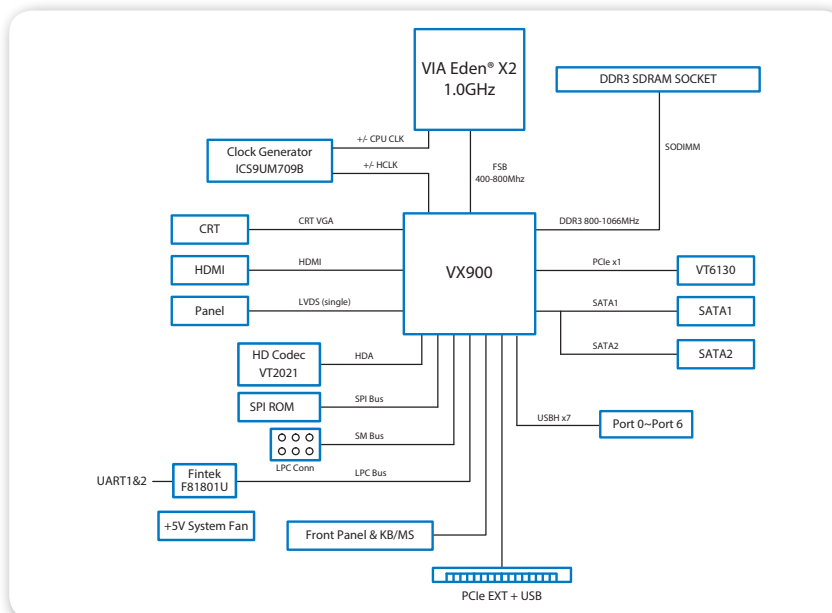 VIA Eden® X2
1.0GHz
DDR3 SDRAM SOCKET
+/- CPU CLK
Clock Generator
ICS9UM709B
+/- HCLK
FSB
400-800Mhz
SODIMM
CRT
CRT VGA
DDR3 800-1066MHz
HDMI
HDMI
VX900
PCIe x1
VT6130
Panel
LVDS (single)
SATA1
SATA1
SATA2
SATA2
HD Codec
VT2021
HDA
SPI ROM
SPI Bus
USBH x7
Port 0~Port 6
SM Bus
LPC Conn
UART1&2
Fintek
F81801U
LPC Bus
+5V System Fan
Front Panel & KB/MS
PCIe EXT + USB